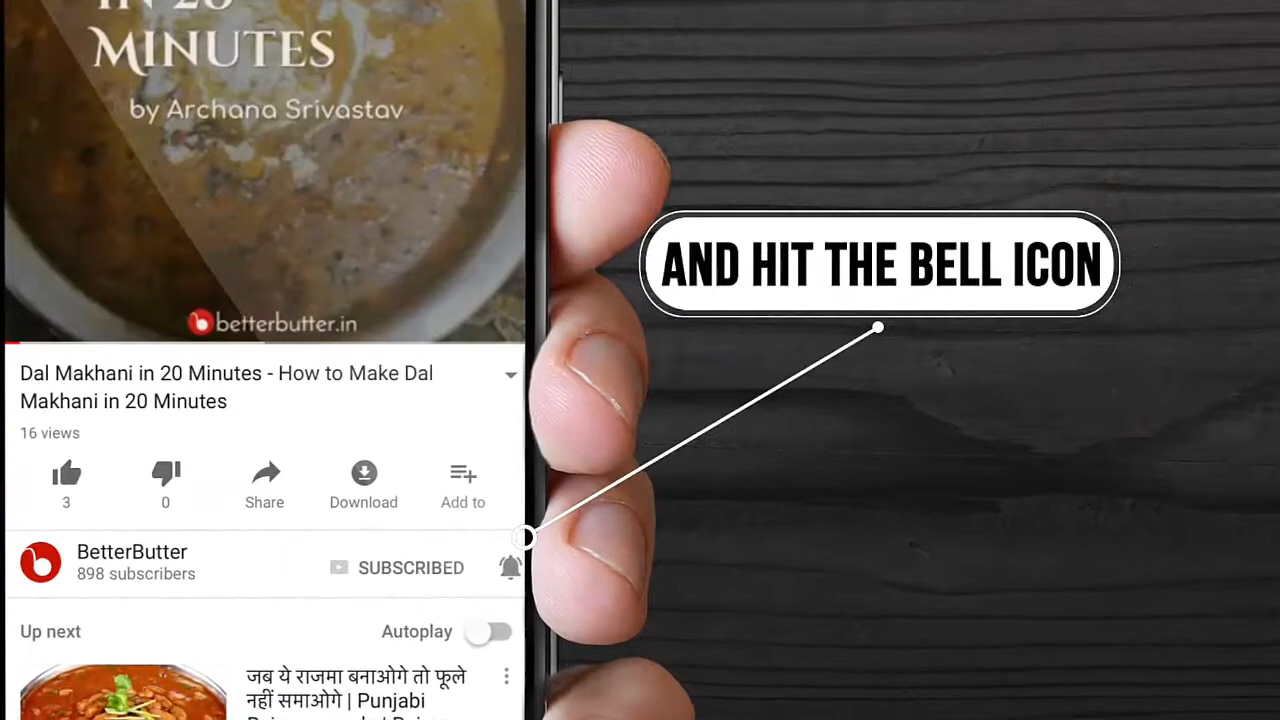 IN 20
MINUTES
by Archana Srivastav
betterbutter.in
AND HIT THE BELL ICON
Dal Makhani in 20 Minutes - How to Make Dal
Makhani in 20 Minutes
16 views
3
0
Share
Download
Add to
BetterButter
898 subscribers
SUBSCRIBED
Up next
Autoplay
जब ये राजमा बनाओगे तो फूले
नहीं समाओगे | Punjabi